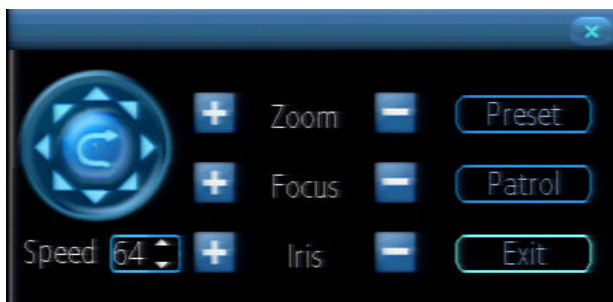 + Zoom - Preset
+ Focus - Patrol
Speed 64 + Iris - Exit